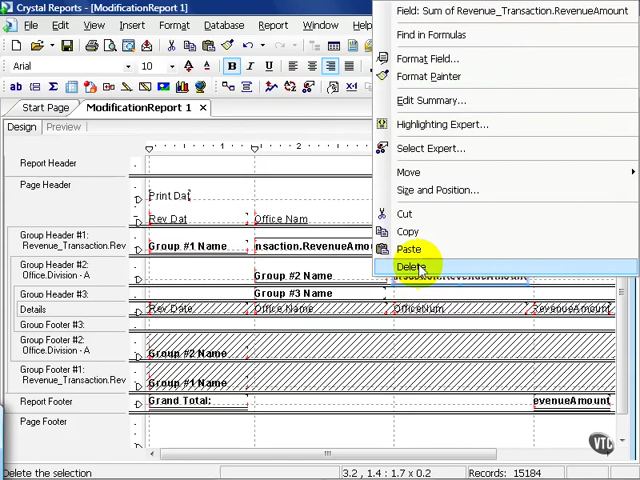 Crystal Reports - [ModificationReport 1]
File Edit View Insert Format Database Report Window
Arial 10
ab
Start Page ModificationReport 1
Design Preview
Report Header
Page Header
Print Dat
Rev Dat Office Nam
Group Header #1:
Revenue_Transaction.Rev
Group #1 Name nsaction.RevenueAmou
Group Header #2:
Office.Division - A
Group #2 Name
Group Header #3:
Group #3 Name
Details
Rev Date Office Name OfficeNum RevenueAmount
Group Footer #3:
Group Footer #2:
Office.Division - A
Group #2 Name
Group Footer #1:
Revenue_Transaction.Rev
Group #1 Name
Report Footer
Grand Total: evenueAmount
Page Footer
Field: Sum of Revenue_Transaction.RevenueAmount
Find in Formulas
Format Field...
Format Painter
Edit Summary...
Highlighting Expert...
Select Expert...
Move
Size and Position...
Cut
Copy
Paste
Delete
VTC
Delete the selection 3.2 , 1.4 : 1.7 x 0.2 Records: 15184